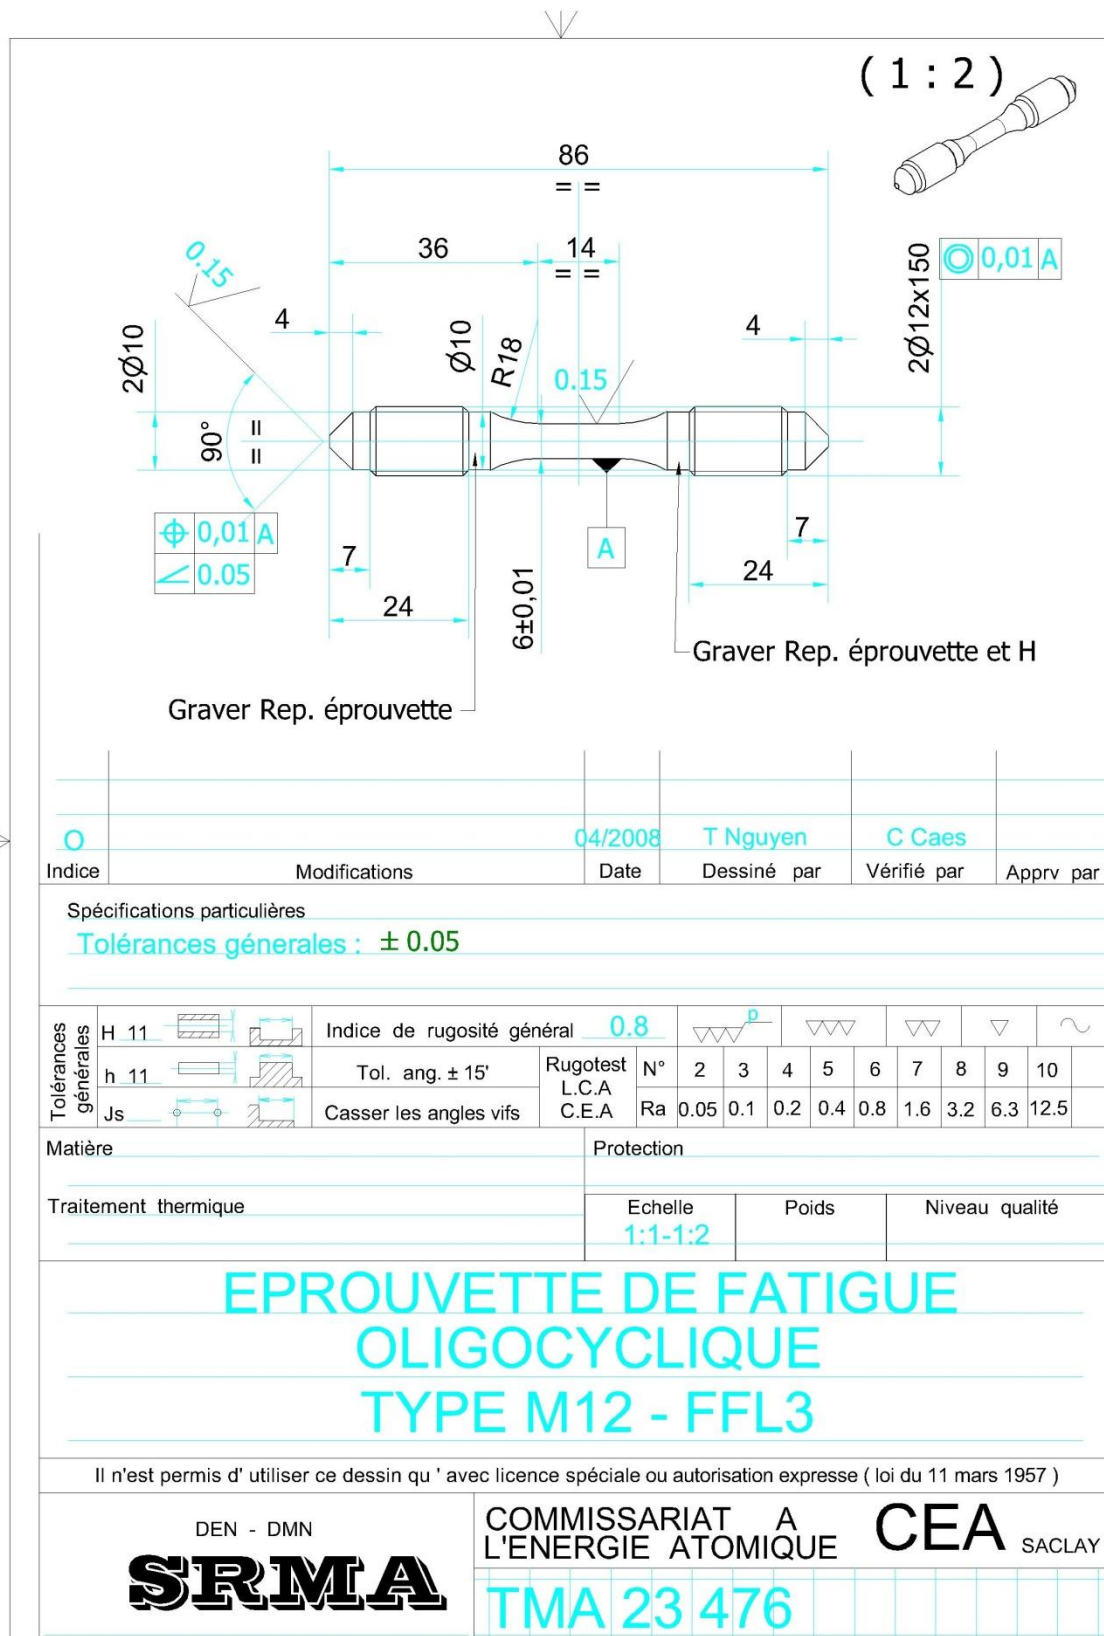 ( 1 : 2 )
86
= =
36
14
= =
0.15
4
2Ø10
Ø10
R18
0.15
4
2Ø12x150
0,01 A
90°
=
=
0,01 A
0.05
7
24
6±0,01
A
7
24
Graver Rep. éprouvette et H
Graver Rep. éprouvette
O 04/2008 T Nguyen C Caes
Indice Modifications Date Dessiné par Vérifié par Apprv par
Spécifications particulières
Tolérances génerales : ± 0.05
Tolérances générales
H 11 Indice de rugosité général 0.8 p
h 11 Tol. ang. ± 15' Rugotest L.C.A C.E.A N° 2 3 4 5 6 7 8 9 10
Js Casser les angles vifs Ra 0.05 0.1 0.2 0.4 0.8 1.6 3.2 6.3 12.5
Matière Protection
Traitement thermique Echelle Poids Niveau qualité
1:1-1:2
EPROUVETTE DE FATIGUE
OLIGOCYCLIQUE
TYPE M12 - FFL3
Il n'est permis d' utiliser ce dessin qu ' avec licence spéciale ou autorisation expresse ( loi du 11 mars 1957 )
DEN - DMN
SRMA
COMMISSARIAT A
L'ENERGIE ATOMIQUE
CEA SACLAY
TMA 23 476